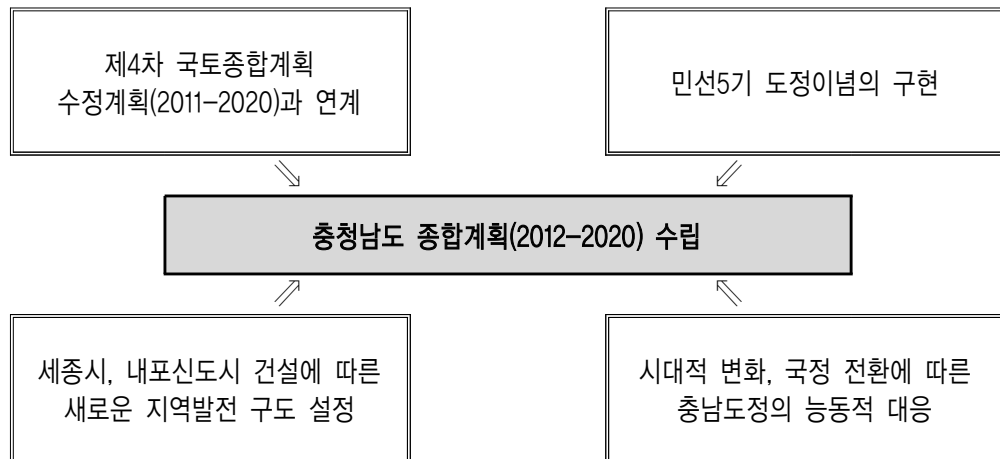 제4차 국토종합계획
수정계획(2011-2020)과 연계
민선5기 도정이념의 구현
충청남도 종합계획(2012-2020) 수립
세종시, 내포신도시 건설에 따른
새로운 지역발전 구도 설정
시대적 변화, 국정 전환에 따른
충남도정의 능동적 대응